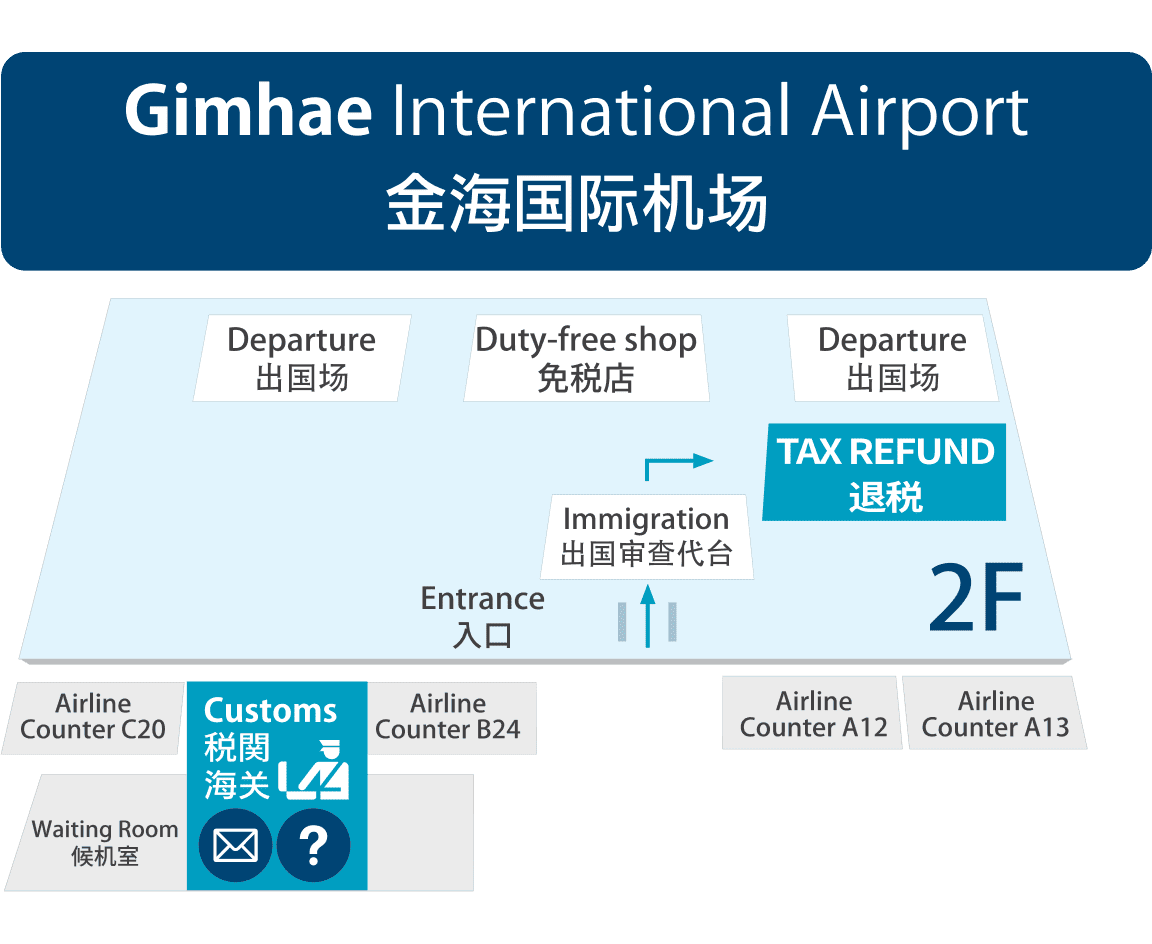 Gimhae International Airport
金海国际机场
Departure
出国场
Duty-free shop
免税店
Departure
出国场
TAX REFUND
退税
Immigration
出国审查代台
Entrance
入口
2F
Airline
Counter C20
Customs
税関
海关
Airline
Counter B24
Airline
Counter A12
Airline
Counter A13
Waiting Room
候机室
?